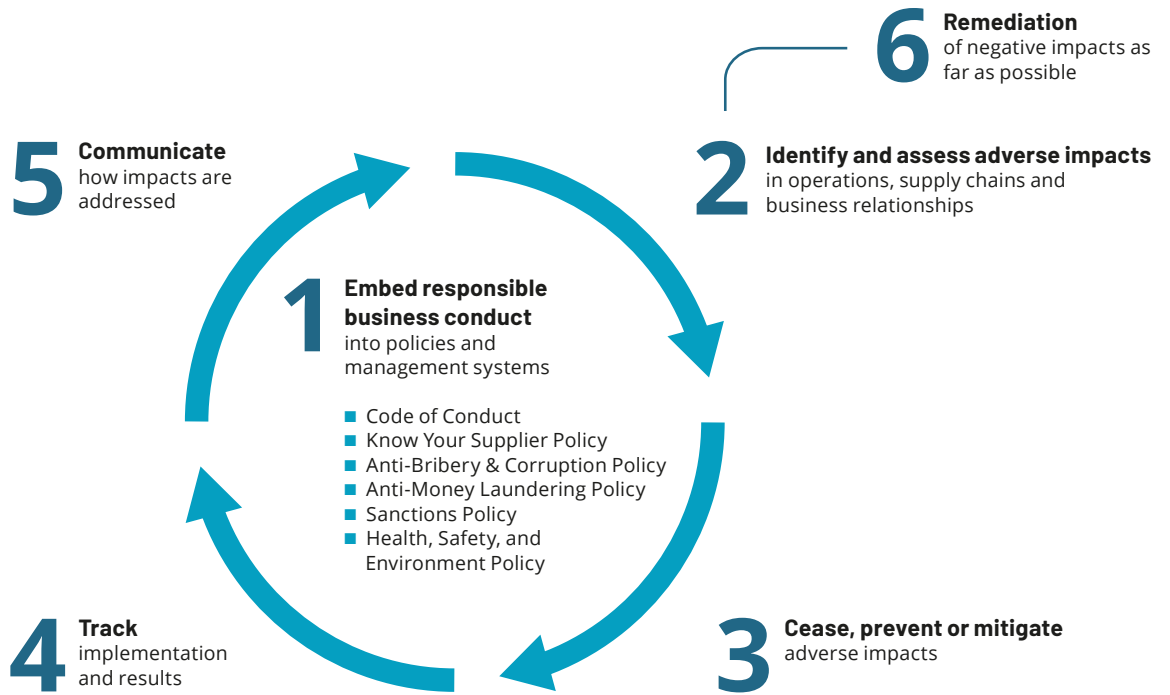 6
Remediation
of negative impacts as
far as possible
5
Communicate
how impacts are
addressed
2
Identify and assess adverse impacts
in operations, supply chains and
business relationships
1
Embed responsible
business conduct
into policies and
management systems
■ Code of Conduct
■ Know Your Supplier Policy
■ Anti-Bribery & Corruption Policy
■ Anti-Money Laundering Policy
■ Sanctions Policy
■ Health, Safety, and
Environment Policy
4
Track
implementation
and results
3
Cease, prevent or mitigate
adverse impacts